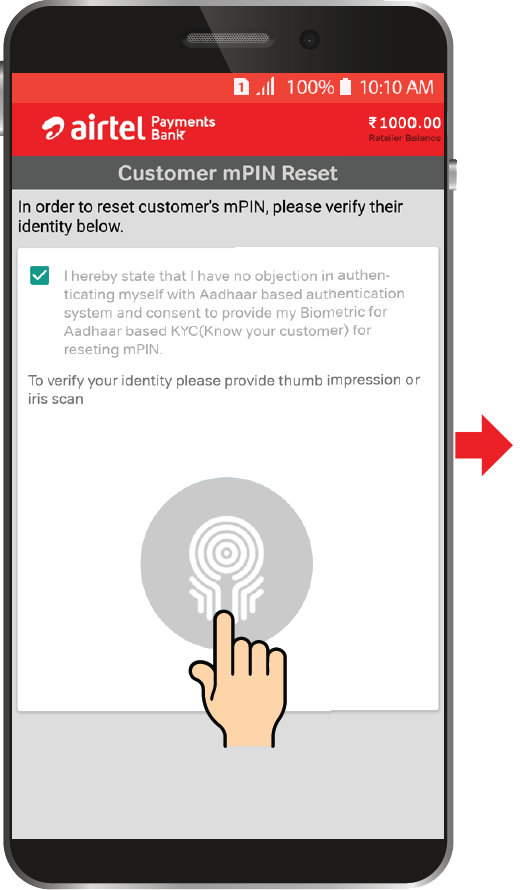 1 100% 10:10 AM
airtel Payments Bank ₹1000.00
Retailer Balance
Customer mPIN Reset
In order to reset customer's mPIN, please verify their
identity below.
I hereby state that I have no objection in authen-
ticating myself with Aadhaar based authentication
system and consent to provide my Biometric for
Aadhaar based KYC(Know your customer) for
reseting mPIN.
To verify your identity please provide thumb impression or
iris scan